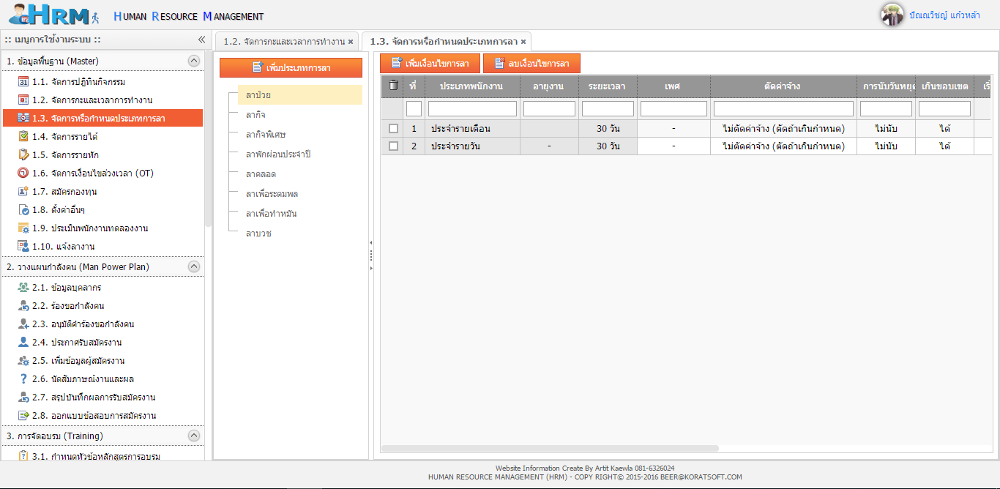 HRM HUMAN RESOURCE MANAGEMENT
ปัณณวิชญ์ แก้วหล้า
:: เมนูการใช้งานระบบ ::
1. ข้อมูลพื้นฐาน (Master)
31 1.1. จัดการปฏิทินกิจกรรม
1.2. จัดการกะและเวลาการทำงาน
1.3. จัดการหรือกำหนดประเภทการลา
1.4. จัดการรายได้
1.5. จัดการรายหัก
1.6. จัดการเงื่อนไขล่วงเวลา (OT)
1.7. สมัครกองทุน
1.8. ตั้งค่าอื่นๆ
1.9. ประเมินพนักงานทดลองงาน
1.10. แจ้งลางาน
2. วางแผนกำลังคน (Man Power Plan)
2.1. ข้อมูลบุคลากร
2.2. ร้องขอกำลังคน
2.3. อนุมัติคำร้องขอกำลังคน
2.4. ประกาศรับสมัครงาน
2.5. เพิ่มข้อมูลผู้สมัครงาน
? 2.6. นัดสัมภาษณ์งานและผล
2.7. สรุปบันทึกผลการรับสมัครงาน
2.8. ออกแบบข้อสอบการสมัครงาน
3. การจัดอบรม (Training)
3.1. กำหนดหัวข้อหลักสูตรการอบรม
1.2. จัดการกะและเวลาการทำงาน ×
1.3. จัดการหรือกำหนดประเภทการลา ×
เพิ่มประเภทการลา
ลาป่วย
ลากิจ
ลากิจพิเศษ
ลาพักผ่อนประจำปี
ลาคลอด
ลาเพื่อระดมพล
ลาเพื่อทำหมัน
ลาบวช
เพิ่มเงื่อนไขการลา ลบเงื่อนไขการลา
ที่ ประเภทพนักงาน อายุงาน ระยะเวลา เพศ ตัดค่าจ้าง การนับวันหยุด เกินขอบเขต เริ่
1 ประจำรายเดือน 30 วัน - ไม่ตัดค่าจ้าง (ตัดถ้าเกินกำหนด) ไม่นับ ได้
2 ประจำรายวัน - 30 วัน - ไม่ตัดค่าจ้าง (ตัดถ้าเกินกำหนด) ไม่นับ ได้
Website Information Create By Artit Kaewla 081-6326024
HUMAN RESOURCE MANAGEMENT (HRM) - COPY RIGHT© 2015-2016 BEER@KORATSOFT.COM